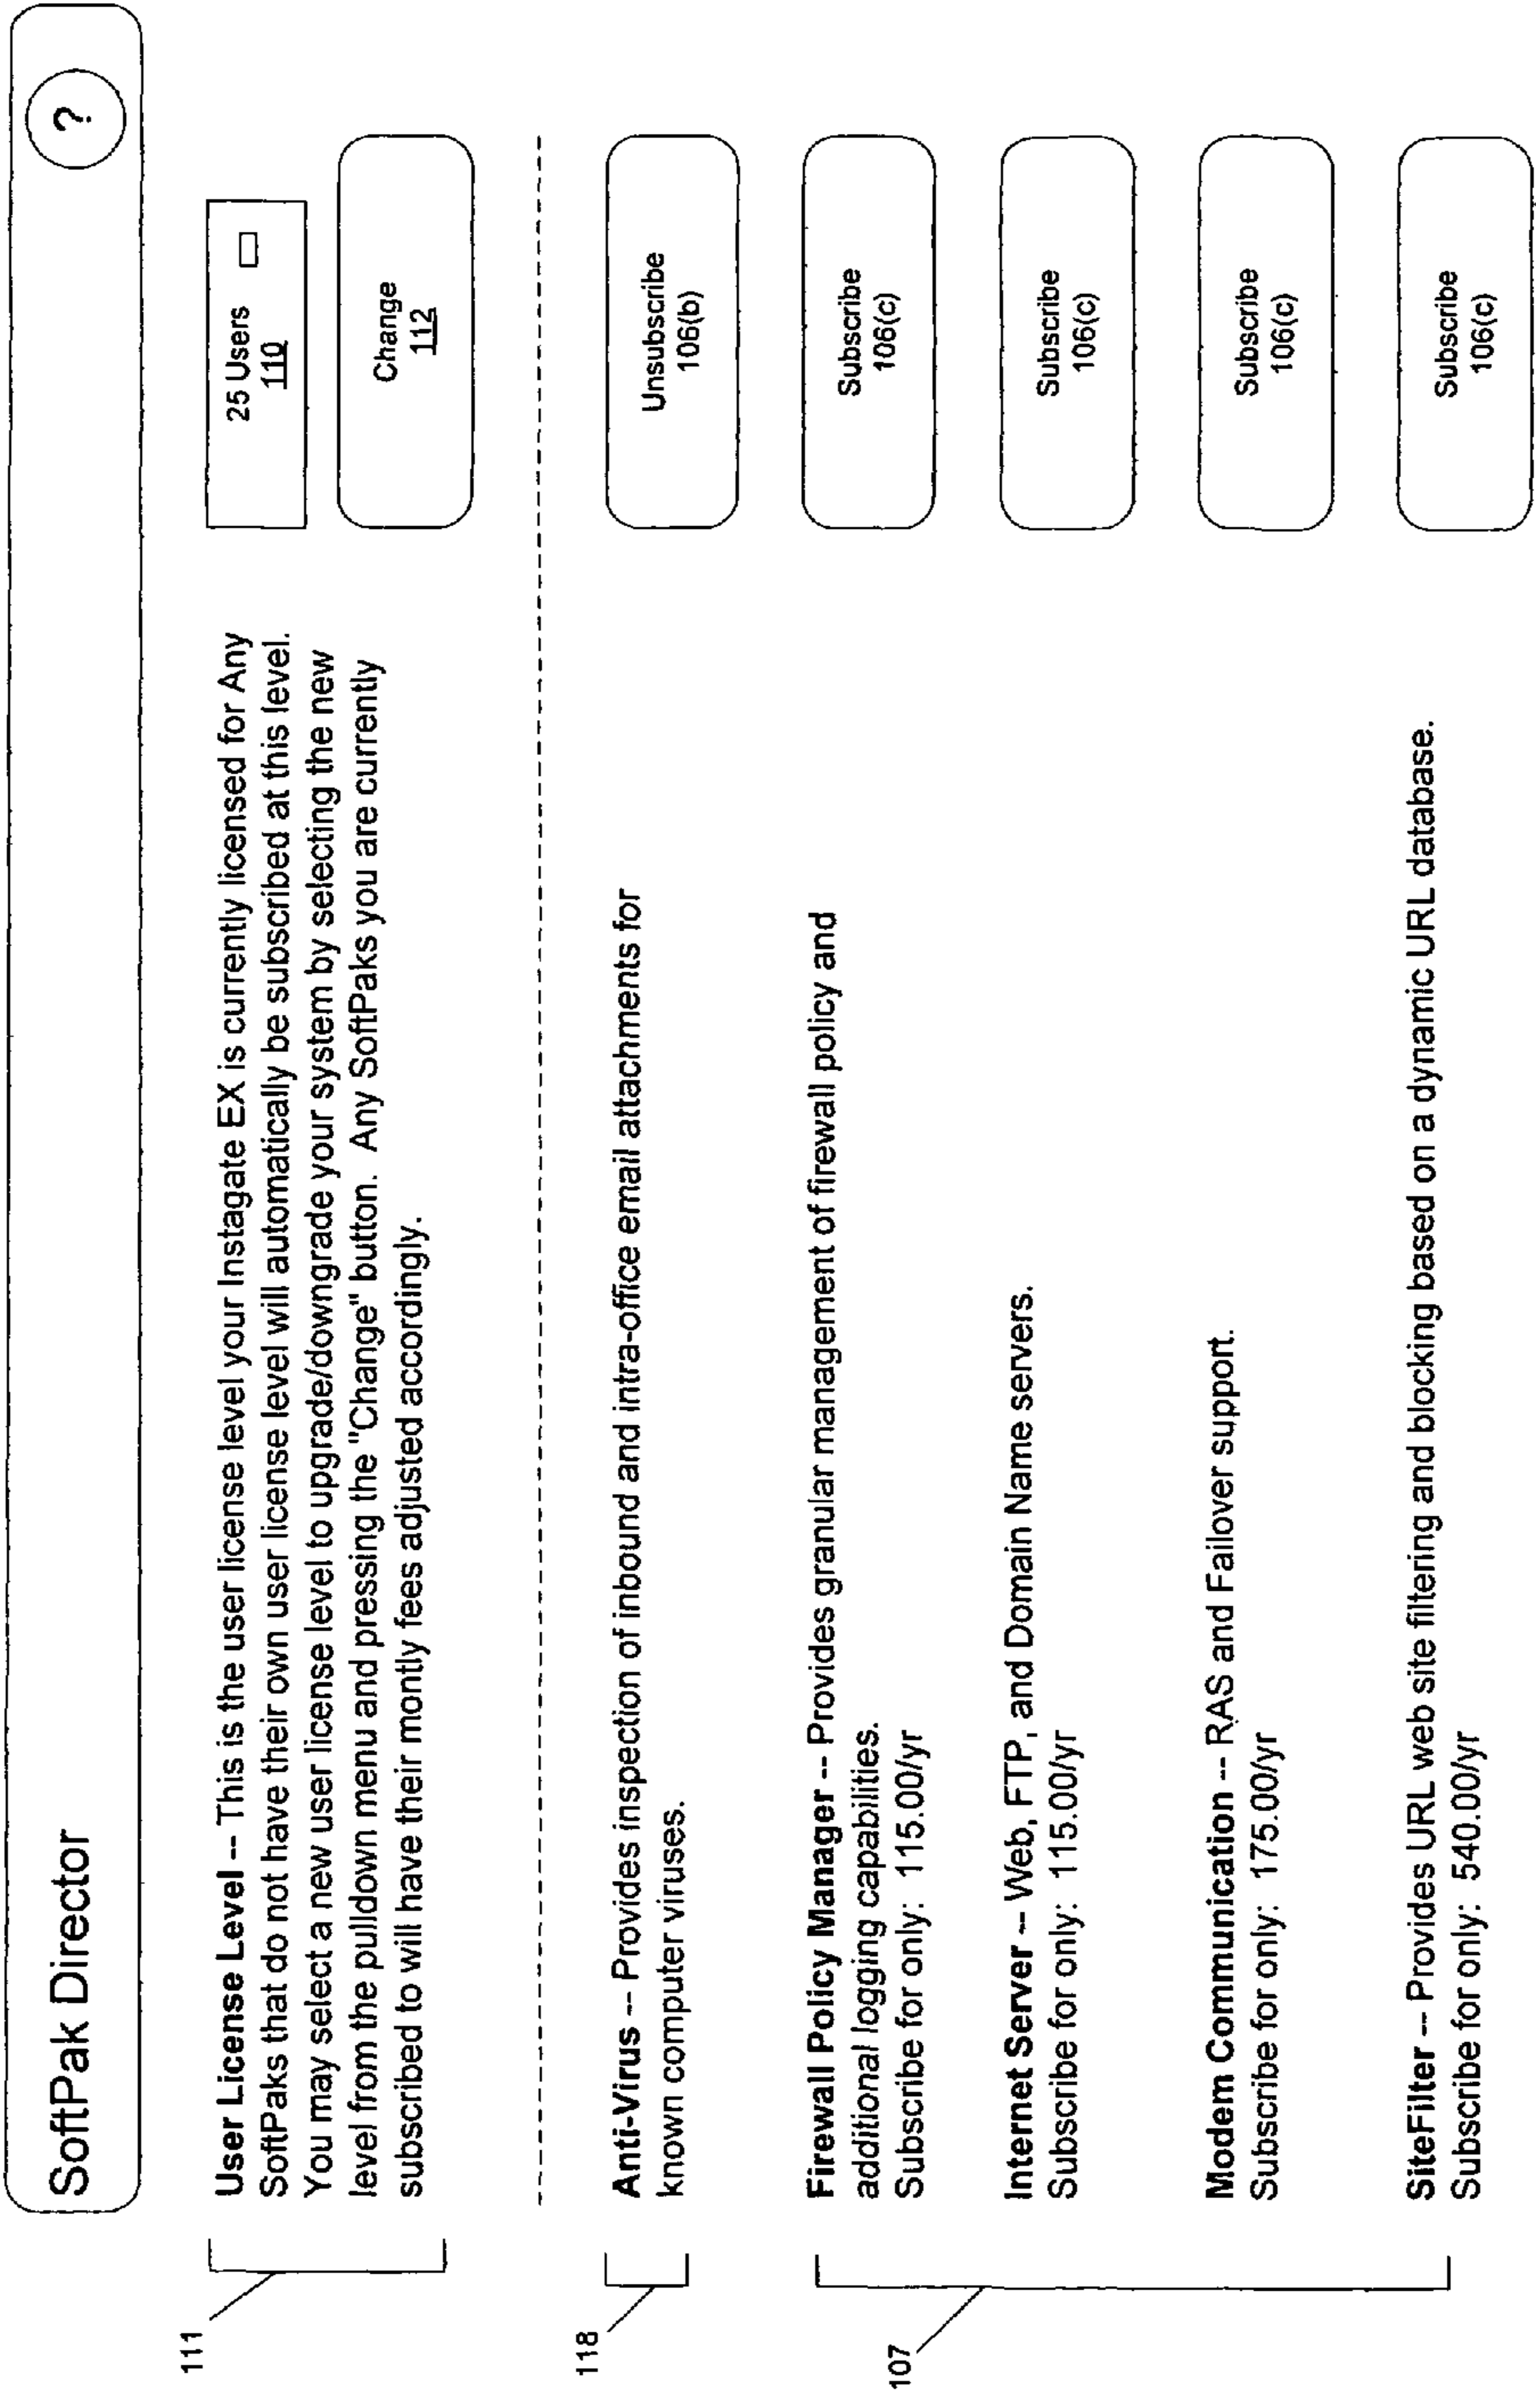 SoftPak Director
?
111
User License Level -- This is the user license level your Instagate EX is currently licensed for Any
SoftPaks that do not have their own user license level will automatically be subscribed at this level.
You may select a new user license level to upgrade/downgrade your system by selecting the new
level from the pulldown menu and pressing the "Change" button. Any SoftPaks you are currently
subscribed to will have their montly fees adjusted accordingly.
25 Users
110
Change
112
118
Anti-Virus -- Provides inspection of inbound and intra-office email attachments for
known computer viruses.
Unsubscribe
106(b)
107
Firewall Policy Manager -- Provides granular management of firewall policy and
additional logging capabilities.
Subscribe for only: 115.00/yr
Subscribe
106(c)
Internet Server -- Web, FTP, and Domain Name servers.
Subscribe for only: 115.00/yr
Subscribe
106(c)
Modem Communication -- RAS and Failover support.
Subscribe for only: 175.00/yr
Subscribe
106(c)
SiteFilter -- Provides URL web site filtering and blocking based on a dynamic URL database.
Subscribe for only: 540.00/yr
Subscribe
106(c)